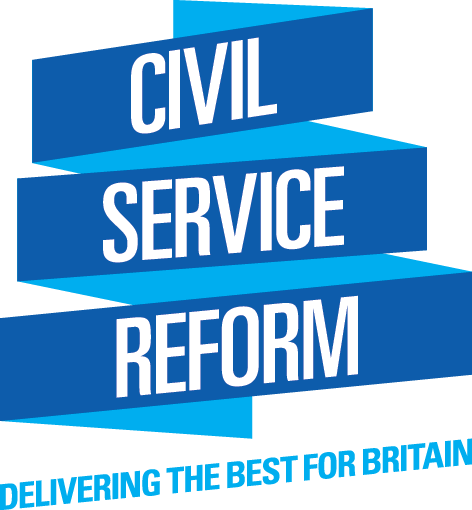 CIVIL
SERVICE
REFORM
DELIVERING THE BEST FOR BRITAIN